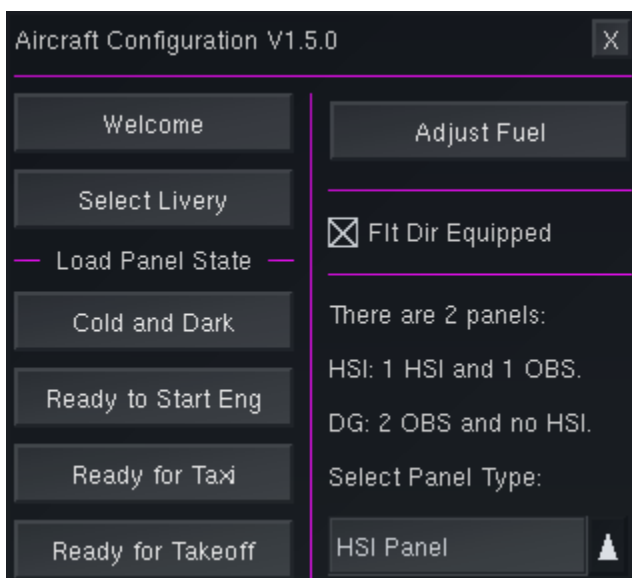 Aircraft Configuration V1.5.0
X
Welcome
Select Livery
Load Panel State
Cold and Dark
Ready to Start Eng
Ready for Taxi
Ready for Takeoff
Adjust Fuel
Flt Dir Equipped
There are 2 panels:
HSI: 1 HSI and 1 OBS.
DG: 2 OBS and no HSI.
Select Panel Type:
HSI Panel